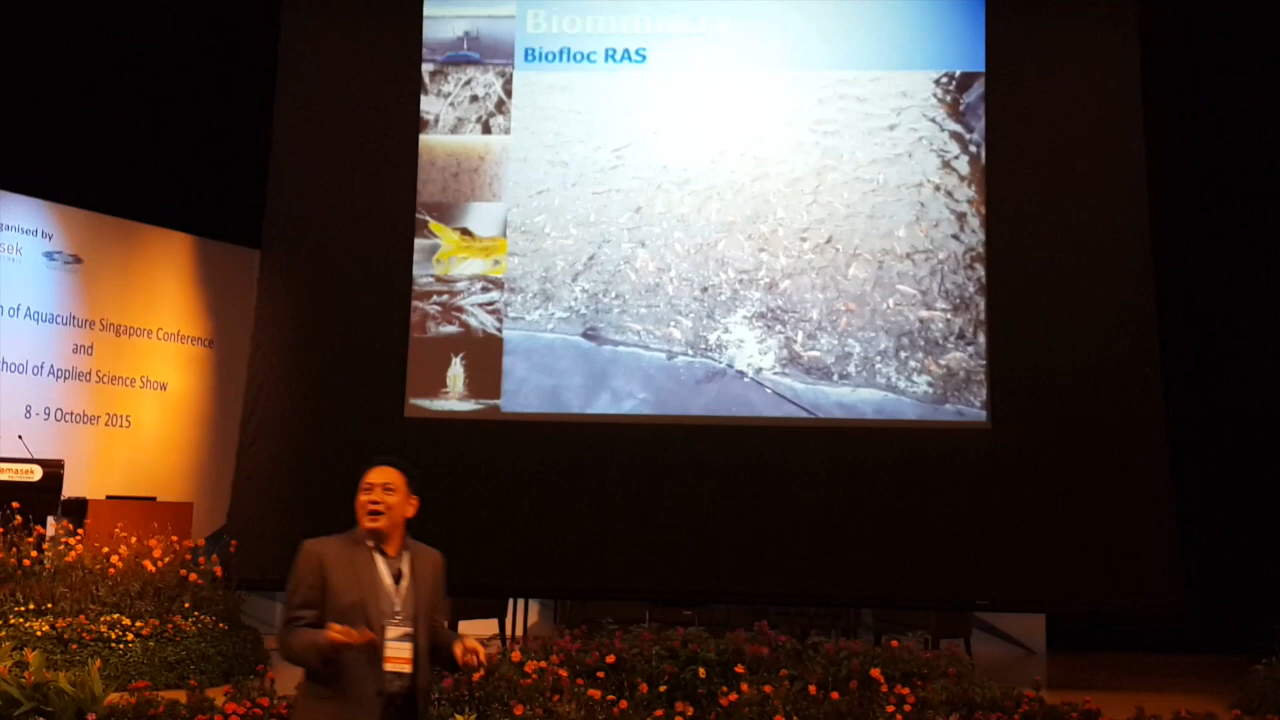 Biofloc RAS
ganised by
sek
n of Aquaculture Singapore Conference
and
hool of Applied Science Show
8 - 9 October 2015
emasek